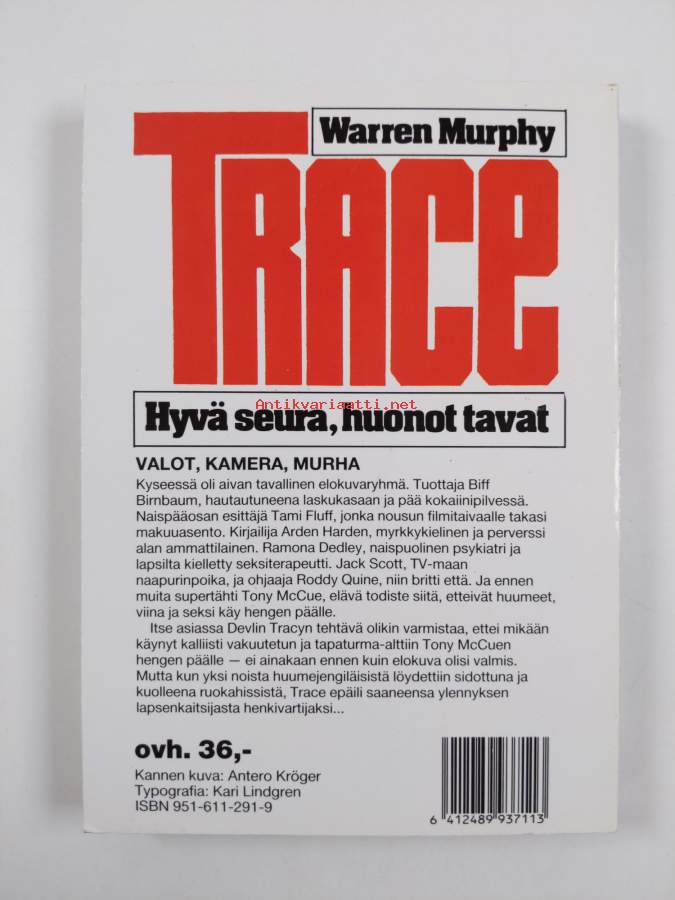 Warren Murphy
TRACE
Antikvariaatti.net
Hyvä seura, huonot tavat
VALOT, KAMERA, MURHA
Kyseessä oli aivan tavallinen elokuvaryhmä. Tuottaja Biff
Birnbaum, hautautuneena laskukasaan ja pää kokaiinipilvessä.
Naispääosan esittäjä Tami Fluff, jonka nousun filmitaivaalle takasi
makuuasento. Kirjailija Arden Harden, myrkkykielinen ja perverssi
alan ammattilainen. Ramona Dedley, naispuolinen psykiatri ja
lapsilta kielletty seksiterapeutti. Jack Scott, TV-maan
naapurinpoika, ja ohjaaja Roddy Quine, niin britti että. Ja ennen
muita supertähti Tony McCue, elävä todiste siitä, etteivät huumeet,
viina ja seksi käy hengen päälle.
Itse asiassa Devlin Tracyn tehtävä olikin varmistaa, ettei mikään
käynyt kalliisti vakuutetun ja tapaturma-alttiin Tony McCuen
hengen päälle — ei ainakaan ennen kuin elokuva olisi valmis.
Mutta kun yksi noista huumejengiläisistä löydettiin sidottuna ja
kuolleena ruokahissistä, Trace epäili saaneensa ylennyksen
lapsenkaitsijasta henkivartijaksi...
ovh. 36,-
Kannen kuva: Antero Kröger
Typografia: Kari Lindgren
ISBN 951-611-291-9
6 412489 937113